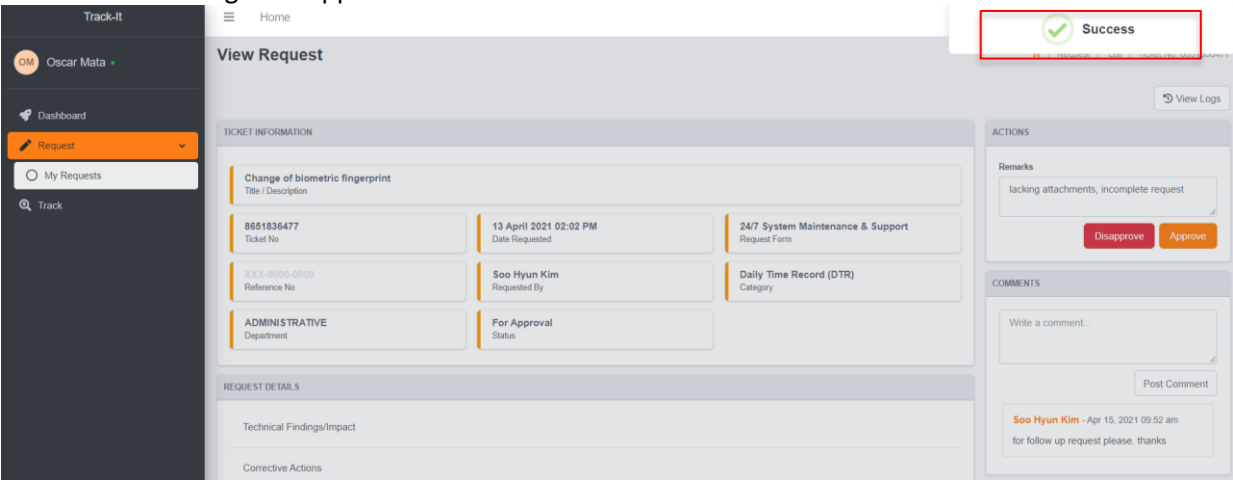 Track-It
Home
Success
OM Oscar Mata
View Request
View Logs
Dashboard
Request
My Requests
Track
TICKET INFORMATION
Change of biometric fingerprint
Title / Description
8651836477
Ticket No
13 April 2021 02:02 PM
Date Requested
24/7 System Maintenance & Support
Request Form
XXX-0000-0000
Reference No
Soo Hyun Kim
Requested By
Daily Time Record (DTR)
Category
ADMINISTRATIVE
Department
For Approval
Status
REQUEST DETAILS
Technical Findings/Impact
Corrective Actions
ACTIONS
Remarks
lacking attachments, incomplete request
Disapprove
Approve
COMMENTS
Write a comment...
Post Comment
Soo Hyun Kim - Apr 15, 2021 09:52 am
for follow up request please. thanks